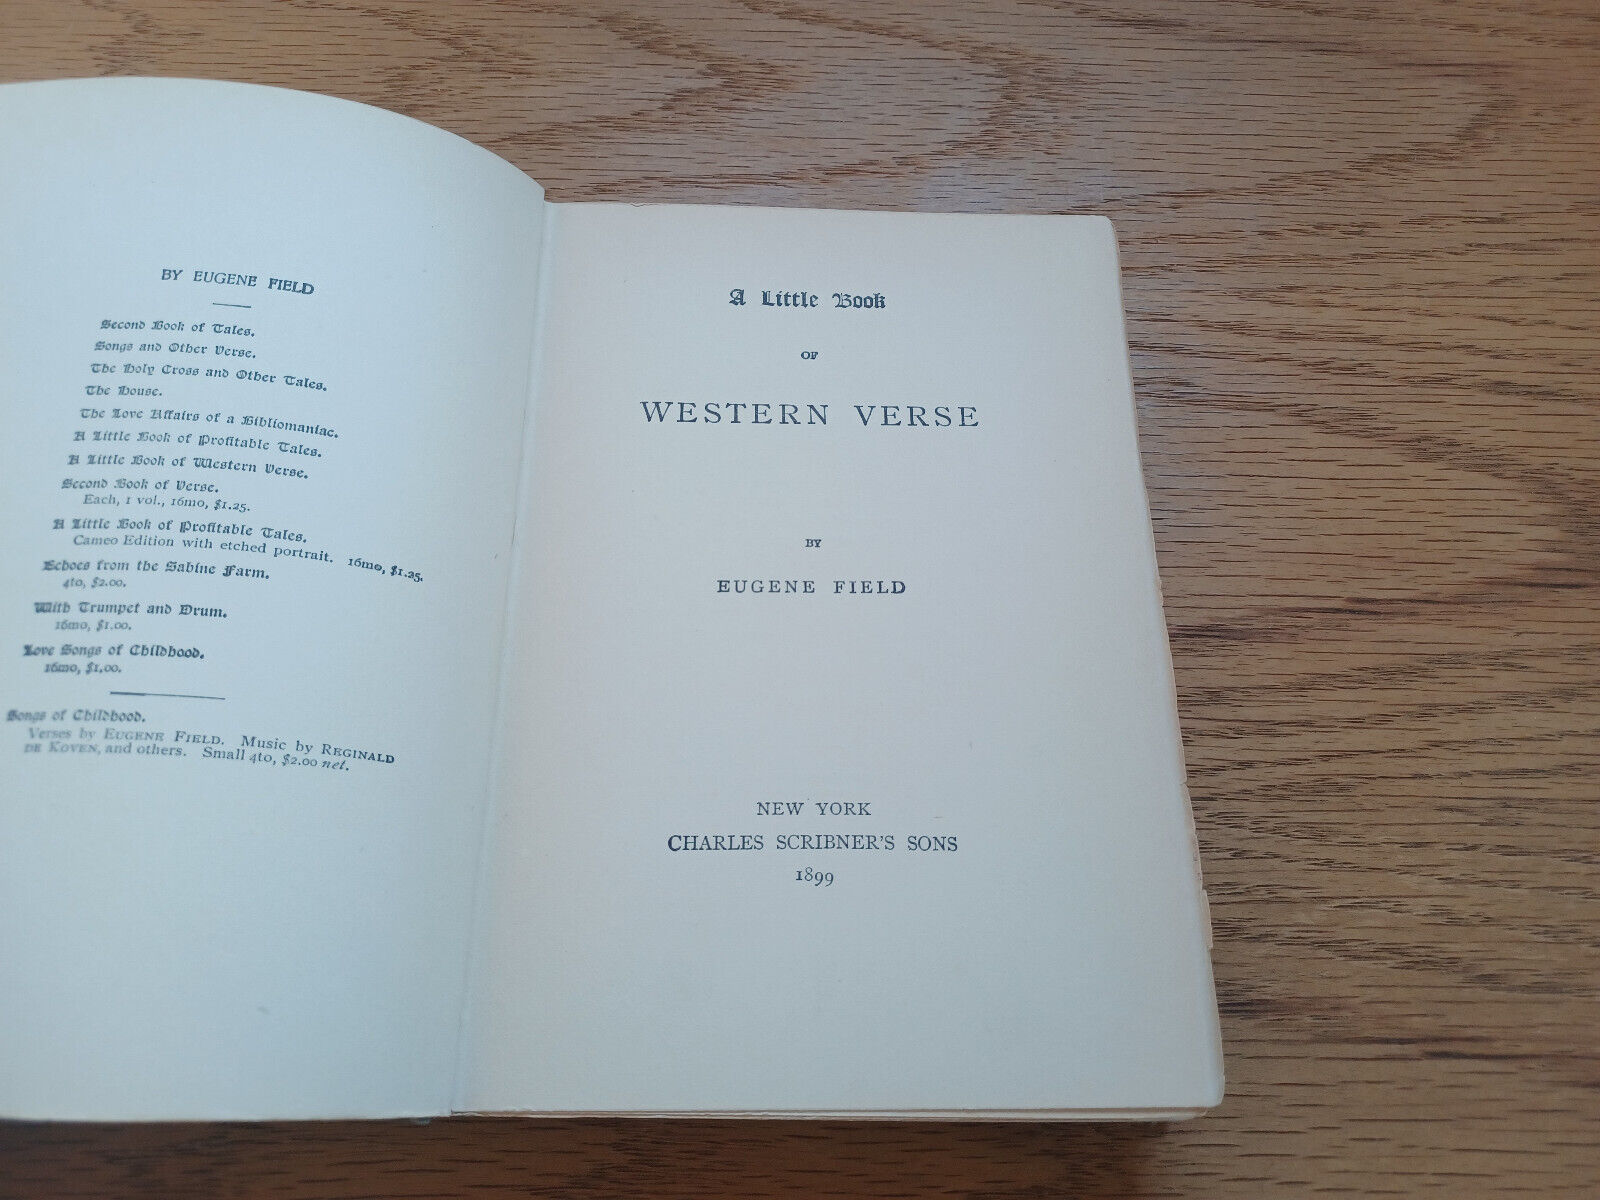 BY EUGENE FIELD
Second Book of Tales.
Songs and Other Verse.
The Holy Cross and Other Tales.
The House.
The Love Affairs of a Bibliomaniac.
A Little Book of Profitable Tales.
A Little Book of Western Verse.
Second Book of Verse.
Each, 1 vol., 16mo, $1.25.
A Little Book of Profitable Tales.
Cameo Edition with etched portrait. 16mo, $1.25.
Echoes from the Sabine Farm.
4to, $2.00.
With Trumpet and Drum.
16mo, $1.00.
Love Songs of Childhood.
16mo, $1.00.
Songs of Childhood.
Verses by EUGENE FIELD. Music by REGINALD
DE KOVEN, and others. Small 4to, $2.00 net.
A Little Book
OF
WESTERN VERSE
BY
EUGENE FIELD
NEW YORK
CHARLES SCRIBNER'S SONS
1899